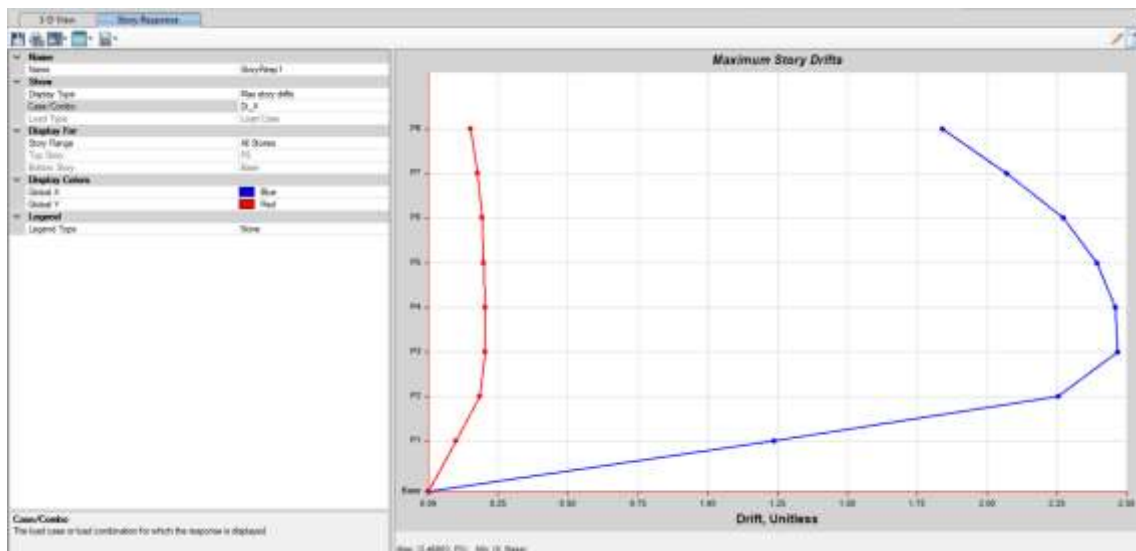 3-D View Story Response
Name
Name StoryResp1
Show
Display Type Max story drifts
Case/Combo
Load Type Load Case
Display For
Story Range All Stories
Top Story
Bottom Story Base
Display Colors
Global X Blue
Global Y Red
Legend
Legend Type None
Case/Combo
The load case or load combination for which the response is displayed.
Maximum Story Drifts
P8
P7
P6
P5
P4
P3
P2
P1
Base
0.00 0.25 0.50 0.75 1.00 1.25 1.50 1.75 2.00 2.25 2.50
Drift, Unitless